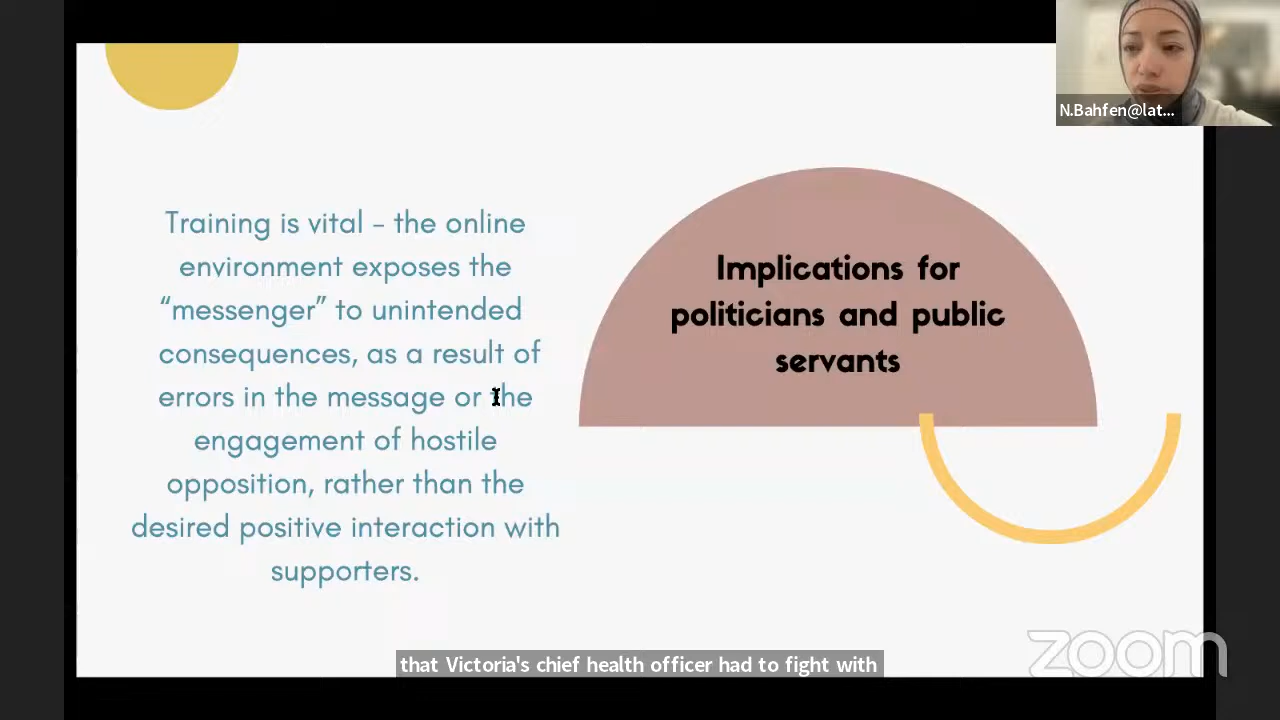 N.Bahfen@lat...
Training is vital – the online
environment exposes the
“messenger” to unintended
consequences, as a result of
errors in the message or the
engagement of hostile
opposition, rather than the
desired positive interaction with
supporters.
Implications for
politicians and public
servants
that Victoria's chief health officer had to fight with
zoom